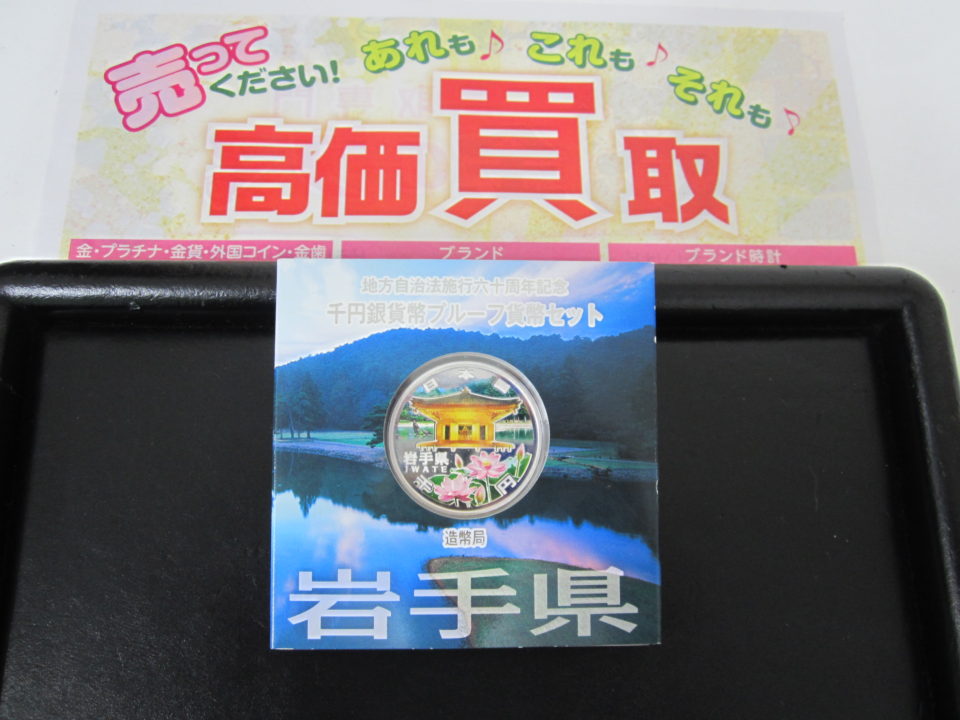 売って
ください!
あれも♪
これも♪
それも♪
高価買取
金・プラチナ・金貨・外国コイン・金歯
ブランド
ブランド時計
地方自治法施行六十周年記念
千円銀貨幣プルーフ貨幣セット
日本国
岩手県
IWATE
千円
造幣局
岩手県